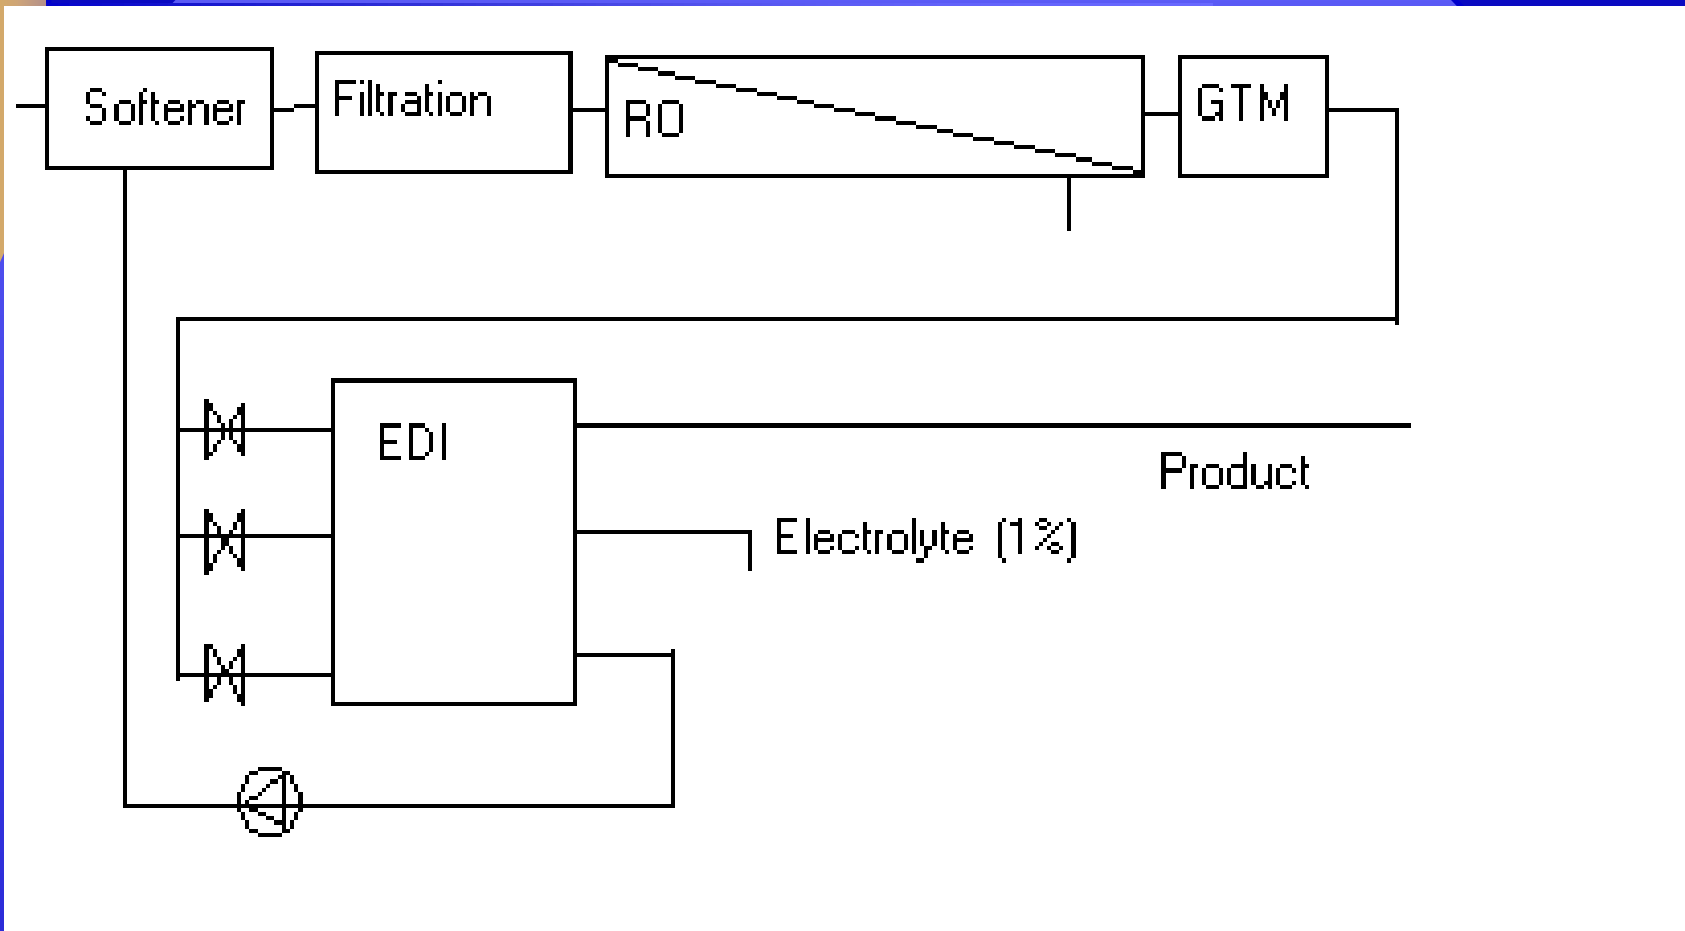 Softener
Filtration
RO
GTM
EDI
Product
Electrolyte (1%)